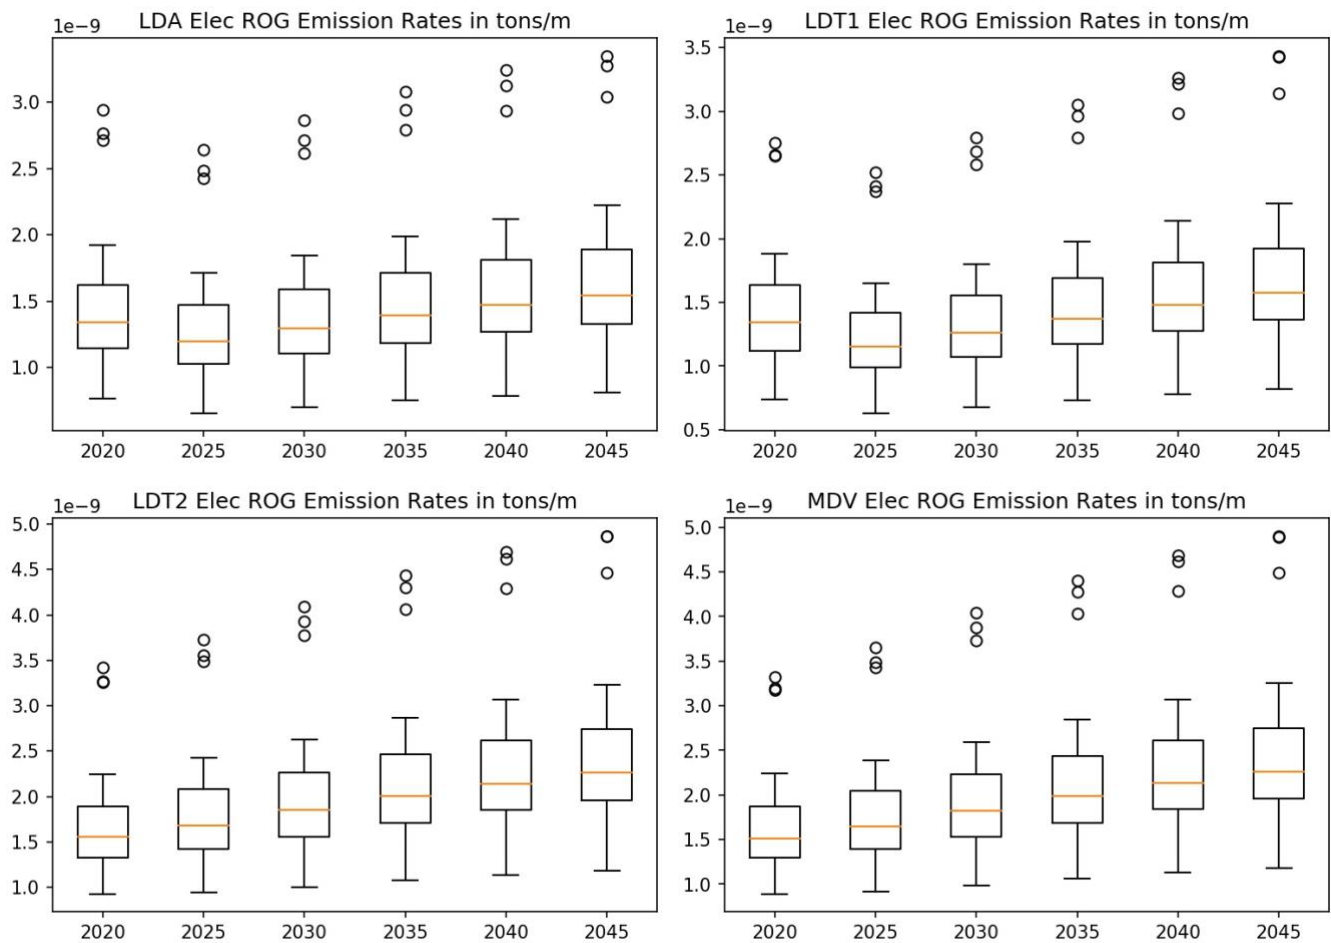 LDA Elec ROG Emission Rates in tons/m
1e−9
3.0
2.5
2.0
1.5
1.0
2020 2025 2030 2035 2040 2045
LDT1 Elec ROG Emission Rates in tons/m
1e−9
3.5
3.0
2.5
2.0
1.5
1.0
0.5
2020 2025 2030 2035 2040 2045
LDT2 Elec ROG Emission Rates in tons/m
1e−9
5.0
4.5
4.0
3.5
3.0
2.5
2.0
1.5
1.0
2020 2025 2030 2035 2040 2045
MDV Elec ROG Emission Rates in tons/m
1e−9
5.0
4.5
4.0
3.5
3.0
2.5
2.0
1.5
1.0
2020 2025 2030 2035 2040 2045